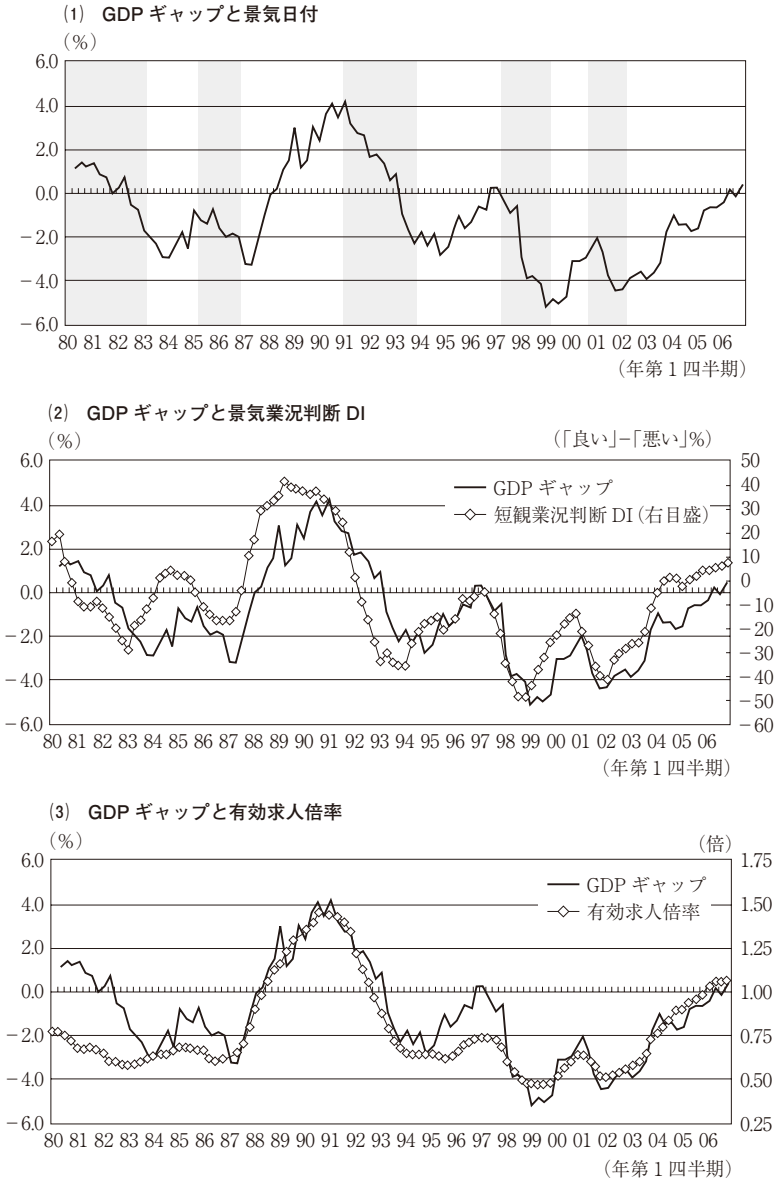 (1) GDP ギャップと景気日付
(%)
6.0
4.0
2.0
0.0
−2.0
−4.0
−6.0
80 81 82 83 84 85 86 87 88 89 90 91 92 93 94 95 96 97 98 99 00 01 02 03 04 05 06
(年第1四半期)
(2) GDP ギャップと景気業況判断 DI
(%) (「良い」−「悪い」%)
6.0 50
4.0 40
2.0 30
0.0 20
−2.0 10
−4.0 0
−6.0 −10
−20
−30
−40
−50
−60
GDP ギャップ
短観業況判断 DI (右目盛)
80 81 82 83 84 85 86 87 88 89 90 91 92 93 94 95 96 97 98 99 00 01 02 03 04 05 06
(年第1四半期)
(3) GDP ギャップと有効求人倍率
(%) (倍)
6.0 1.75
4.0 1.50
2.0 1.25
0.0 1.00
−2.0 0.75
−4.0 0.50
−6.0 0.25
GDP ギャップ
有効求人倍率
80 81 82 83 84 85 86 87 88 89 90 91 92 93 94 95 96 97 98 99 00 01 02 03 04 05 06
(年第1四半期)